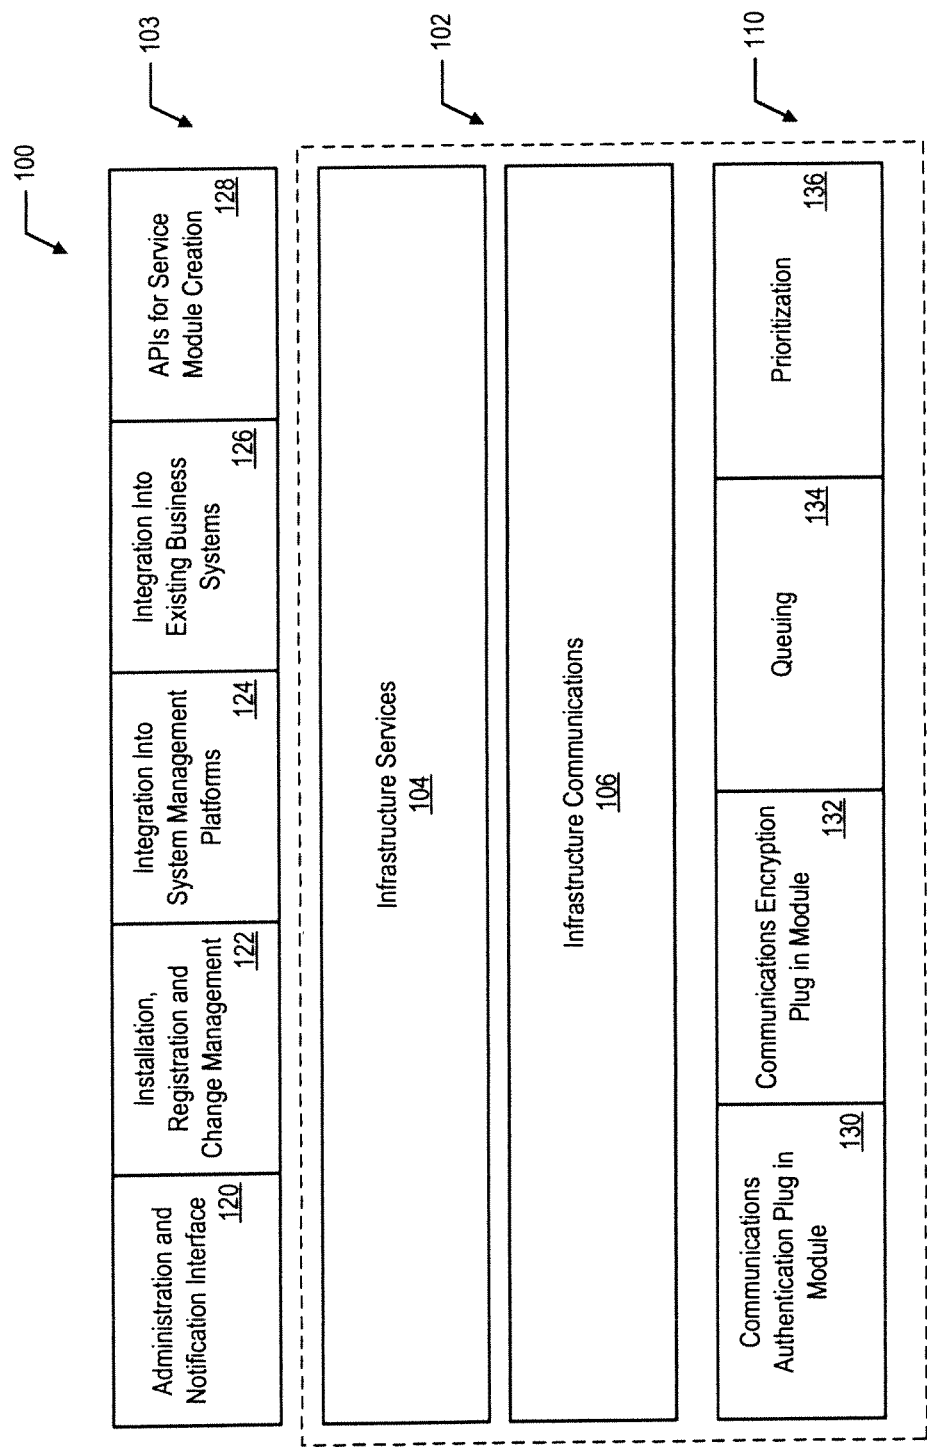 100
103
Administration and
Notification Interface
120
Installation,
Registration and
Change Management
122
Integration Into
System Management
Platforms
124
Integration Into
Existing Business
Systems
126
APIs for Service
Module Creation
128
102
Infrastructure Services
104
Infrastructure Communications
106
110
Communications
Authentication Plug in
Module
130
Communications Encryption
Plug in Module
132
Queuing
134
Prioritization
136